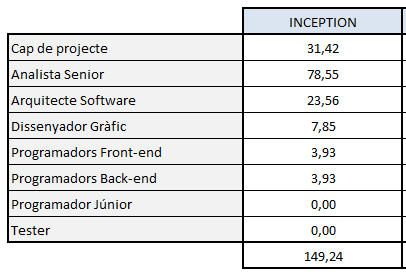 INCEPTION
Cap de projecte 31,42
Analista Senior 78,55
Arquitecte Software 23,56
Dissenyador Gràfic 7,85
Programadors Front-end 3,93
Programadors Back-end 3,93
Programador Júnior 0,00
Tester 0,00
149,24